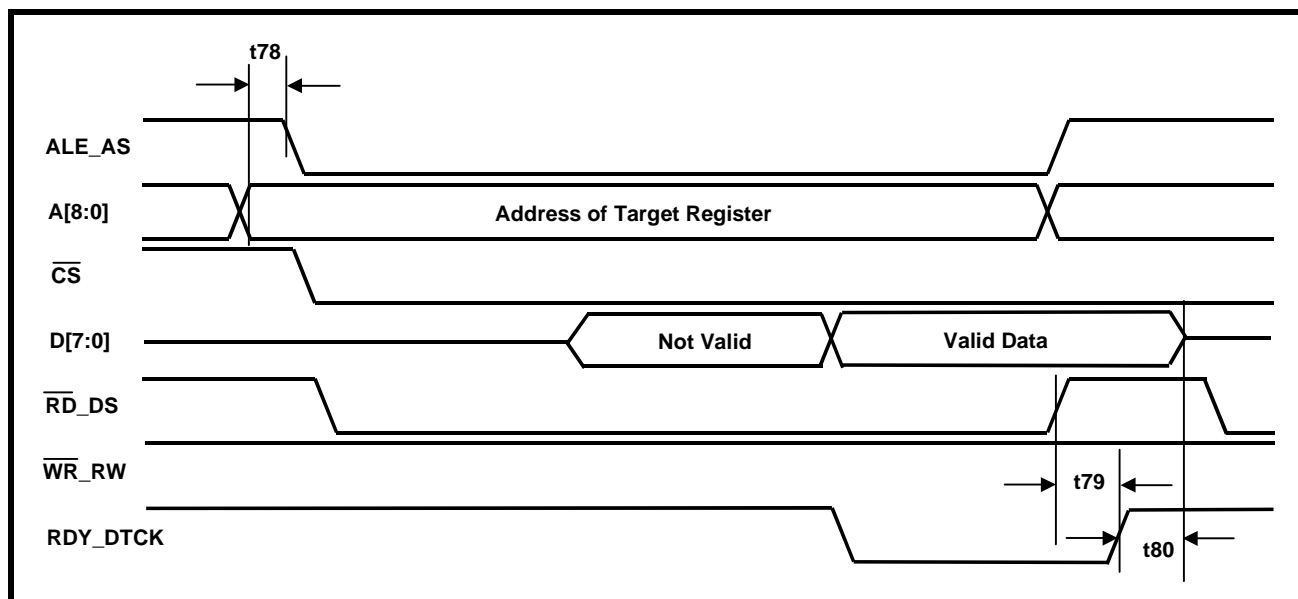 t78
ALE_AS
A[8:0]
Address of Target Register
CS
D[7:0]
Not Valid
Valid Data
RD_DS
WR_RW
t79
RDY_DTCK
t80